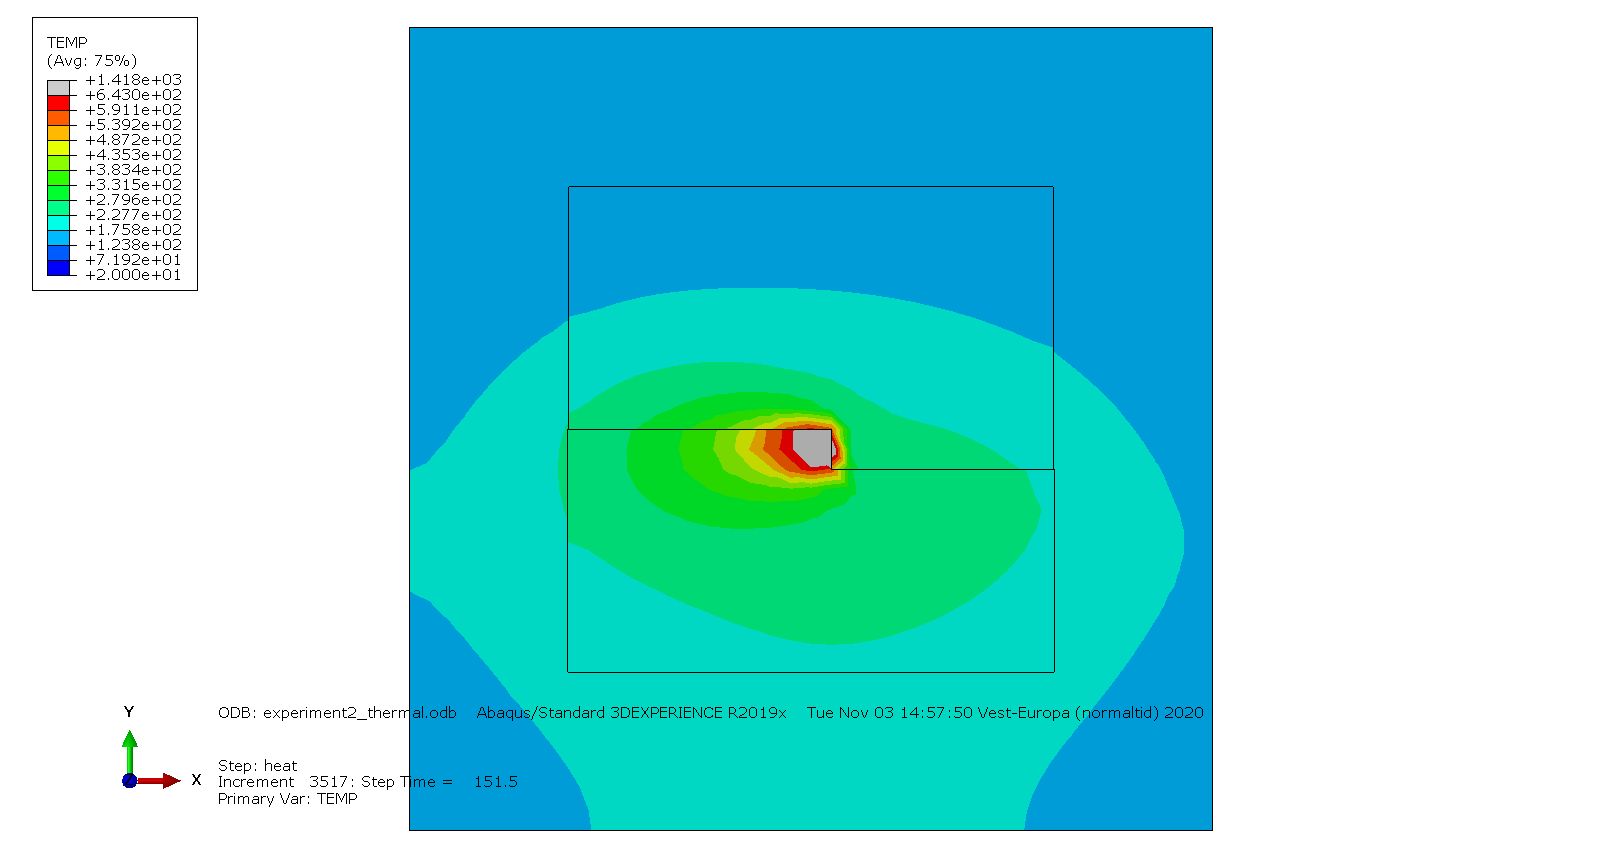 TEMP
(Avg: 75%)
+1.418e+03
+6.430e+02
+5.911e+02
+5.392e+02
+4.872e+02
+4.353e+02
+3.834e+02
+3.315e+02
+2.796e+02
+2.277e+02
+1.758e+02
+1.238e+02
+7.192e+01
+2.000e+01
Y
X
ODB: experiment2_thermal.odb Abaqus/Standard 3DEXPERIENCE R2019x Tue Nov 03 14:57:50 Vest-Europa (normaltid) 2020
Step: heat
Increment 3517: Step Time = 151.5
Primary Var: TEMP